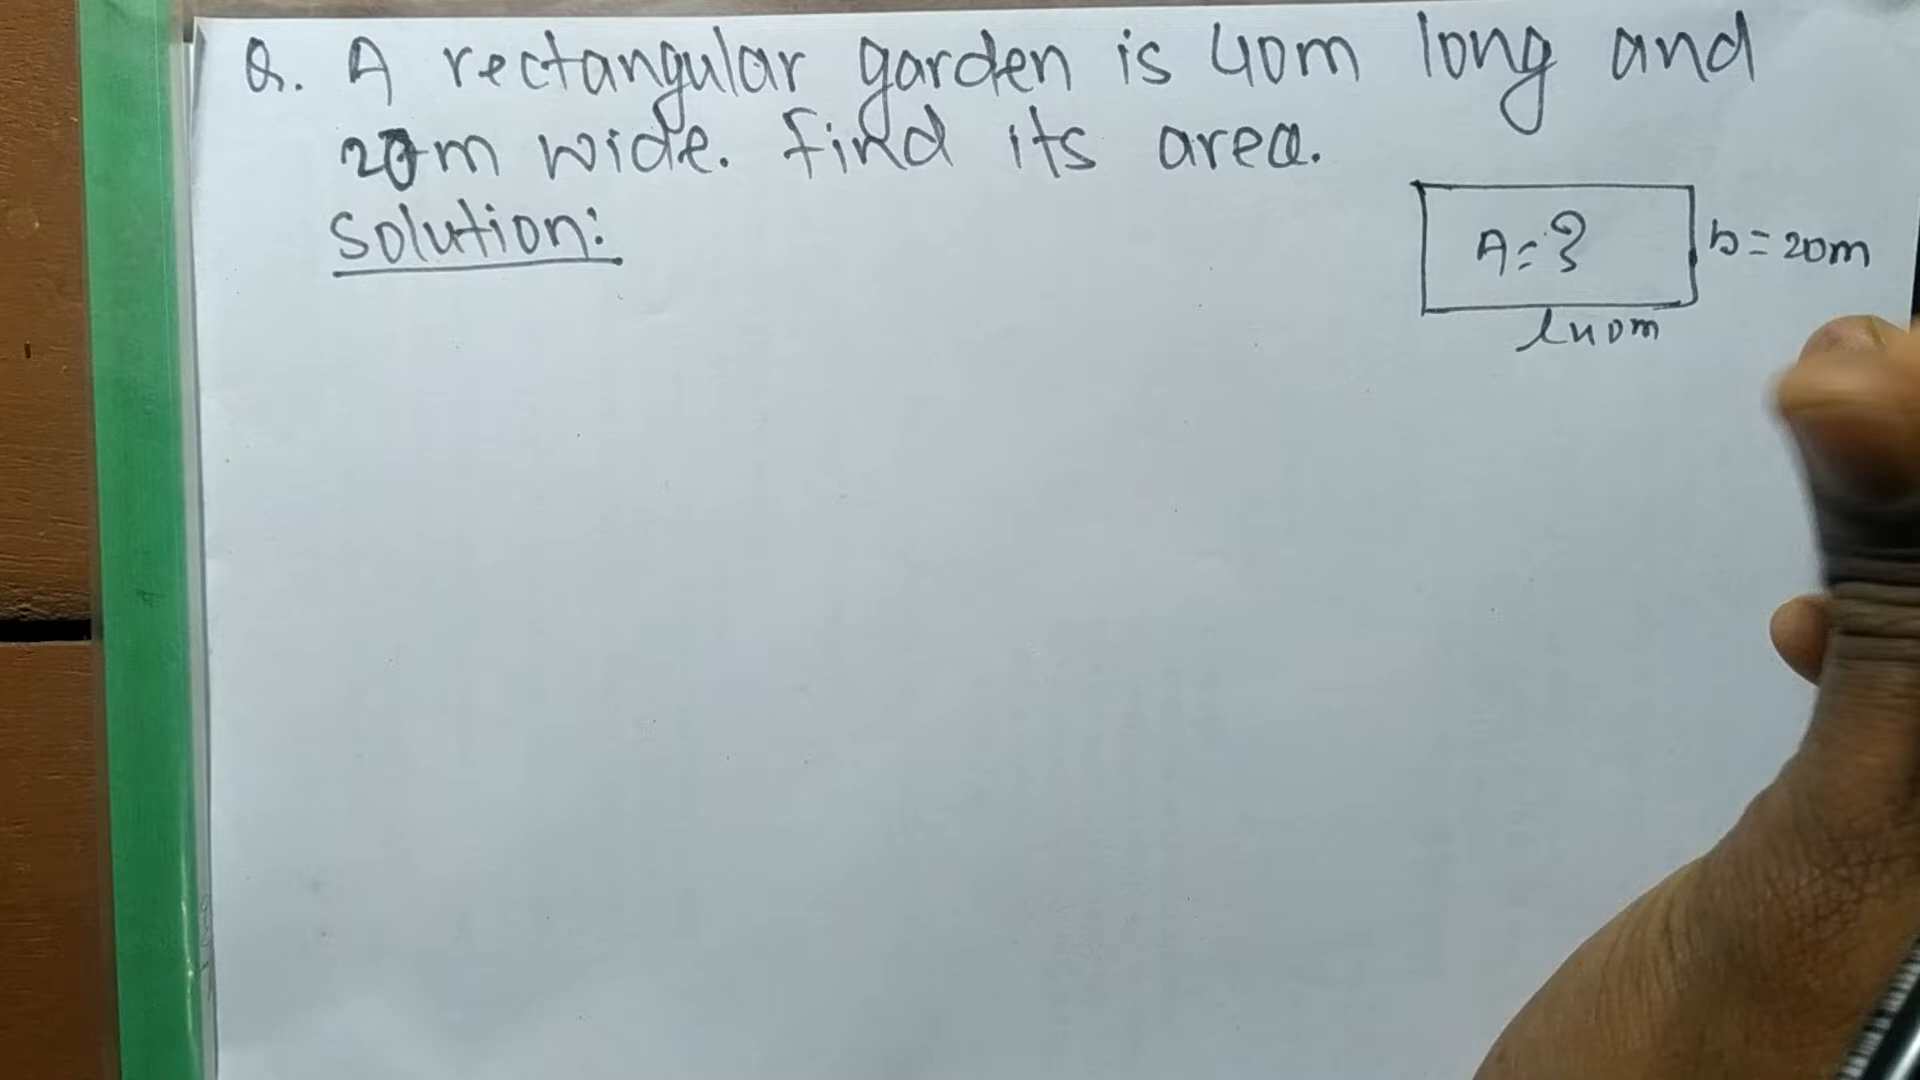 Q. A rectangular garden is 40m long and
20m wide. Find its area.
Solution:
A=?
b=20m
l 40m